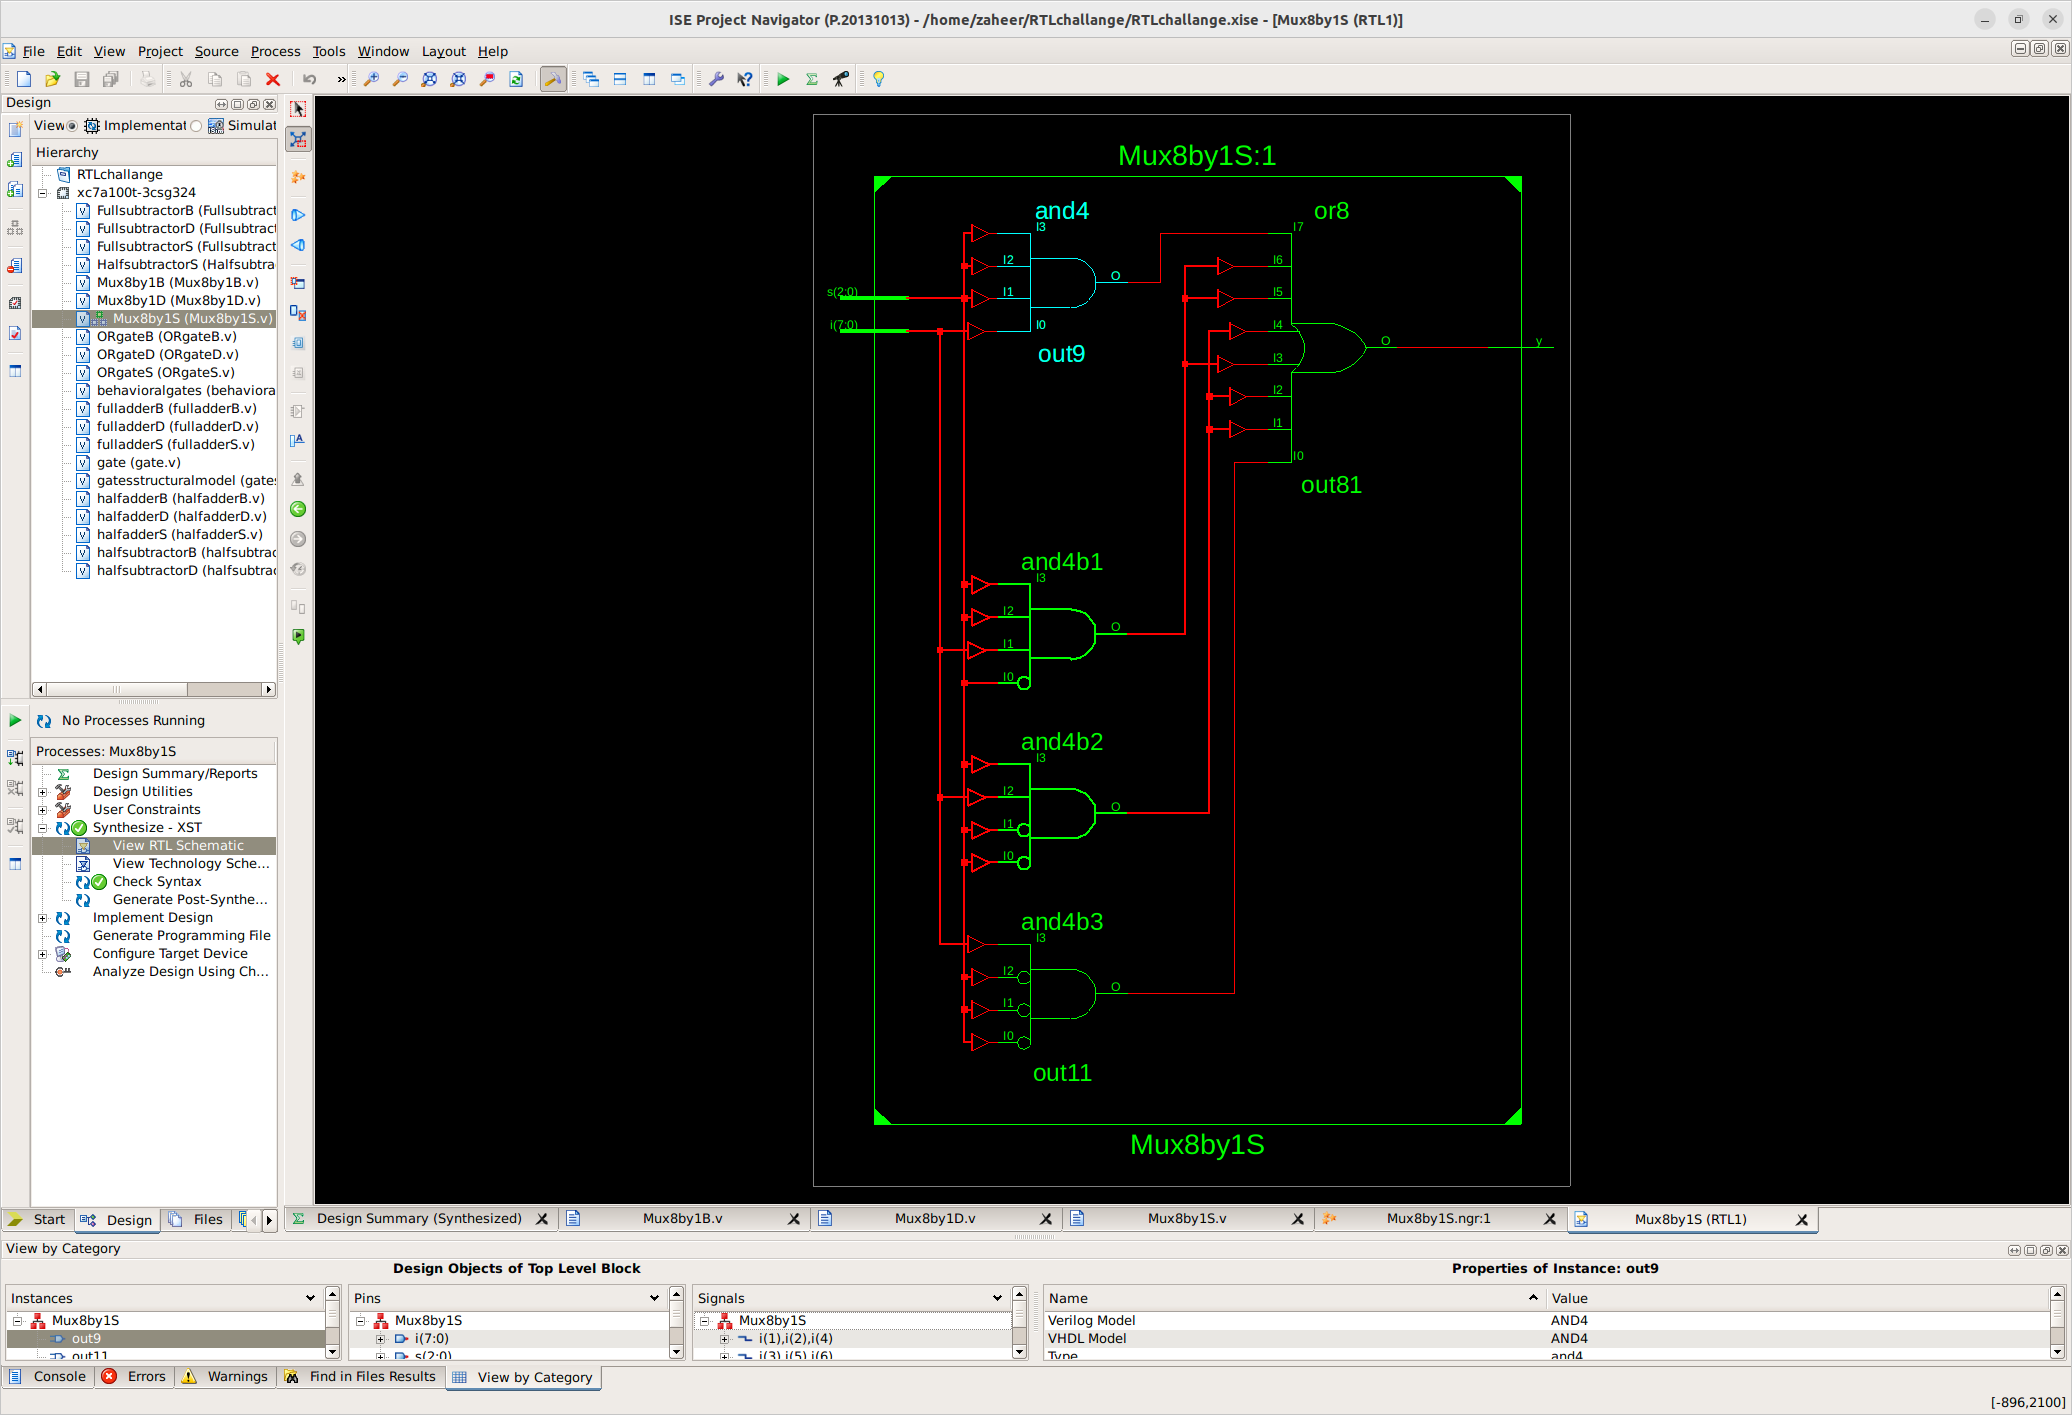 ISE Project Navigator (P.20131013) - /home/zaheer/RTLchallange/RTLchallange.xise - [Mux8by1S (RTL1)]
File Edit View Project Source Process Tools Window Layout Help
Design
View Implementat Simulat
Hierarchy
RTLchallange
xc7a100t-3csg324
FullsubtractorB (Fullsubtract
FullsubtractorD (Fullsubtract
FullsubtractorS (Fullsubtract
HalfsubtractorS (Halfsubtra
Mux8by1B (Mux8by1B.v)
Mux8by1D (Mux8by1D.v)
Mux8by1S (Mux8by1S.v)
ORgateB (ORgateB.v)
ORgateD (ORgateD.v)
ORgateS (ORgateS.v)
behavioralgates (behaviora
fulladderB (fulladderB.v)
fulladderD (fulladderD.v)
fulladderS (fulladderS.v)
gate (gate.v)
gatesstructuralmodel (gate
halfadderB (halfadderB.v)
halfadderD (halfadderD.v)
halfadderS (halfadderS.v)
halfsubtractorB (halfsubtrac
halfsubtractorD (halfsubtrac
No Processes Running
Processes: Mux8by1S
Design Summary/Reports
Design Utilities
User Constraints
Synthesize - XST
View RTL Schematic
View Technology Sche...
Check Syntax
Generate Post-Synthe...
Implement Design
Generate Programming File
Configure Target Device
Analyze Design Using Ch...
Start Design Files
Mux8by1S:1
and4
I3
I2
I1
I0
O
out9
s(2:0)
i(7:0)
or8
I7
I6
I5
I4
I3
I2
I1
I0
O
y
out81
and4b1
I3
I2
I1
I0
O
and4b2
I3
I2
I1
I0
O
and4b3
I3
I2
I1
I0
O
out11
Mux8by1S
Design Summary (Synthesized) Mux8by1B.v Mux8by1D.v Mux8by1S.v Mux8by1S.ngr:1 Mux8by1S (RTL1)
View by Category
Design Objects of Top Level Block
Properties of Instance: out9
Instances
Mux8by1S
out9
out11
Pins
Mux8by1S
i(7:0)
s(2:0)
Signals
Mux8by1S
i(1),i(2),i(4)
i(3),i(5),i(6)
Name Value
Verilog Model AND4
VHDL Model AND4
Type and4
Console Errors Warnings Find in Files Results View by Category
[-896,2100]